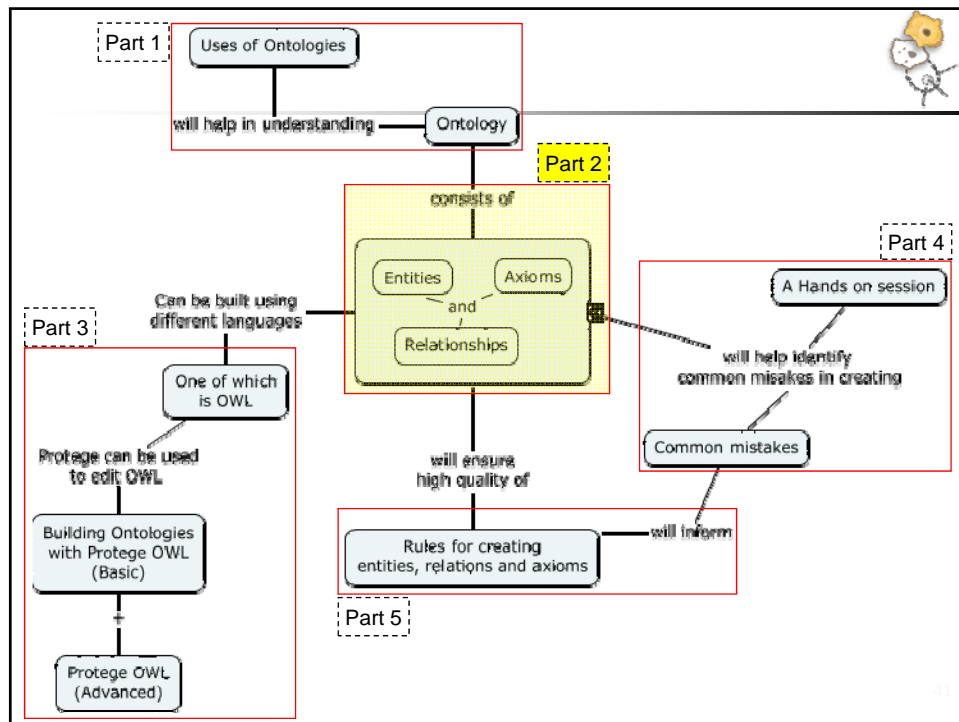 Part 1
Uses of Ontologies
will help in understanding
Ontology
Part 2
consists of
Entities
Axioms
and
Relationships
Part 4
A Hands on session
will help identify
common misakes in creating
Common mistakes
Can be built using
different languages
Part 3
One of which
is OWL
Protege can be used
to edit OWL
Building Ontologies
with Protege OWL
(Basic)
+
Protege OWL
(Advanced)
will ensure
high quality of
Rules for creating
entities, relations and axioms
will inform
Part 5
41